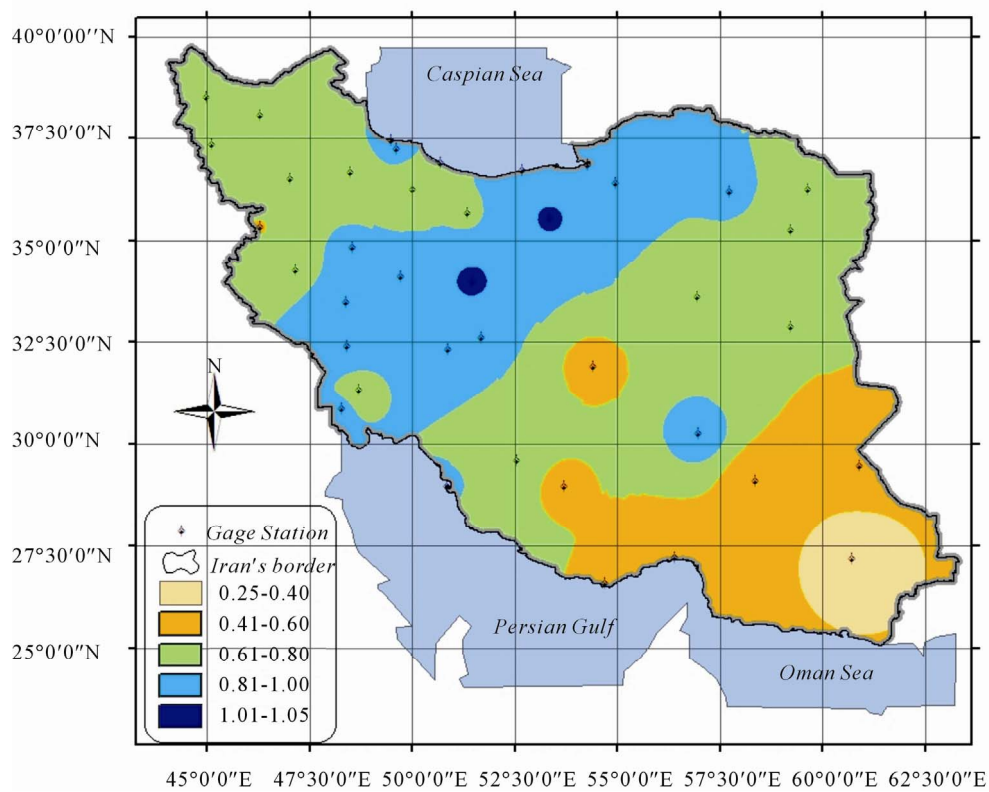 40°0′00″N
Caspian Sea
37°30′0″N
35°0′0″N
32°30′0″N
N
30°0′0″N
Gage Station
27°30′0″N
Iran's border
0.25-0.40
0.41-0.60
Persian Gulf
25°0′0″N
0.61-0.80
Oman Sea
0.81-1.00
1.01-1.05
45°0′0″E
47°3′0″E
50°0′0″E
52°30′0″E
55°0′0″E
57°30′0″E
60°0′0″E
62°30′0″E